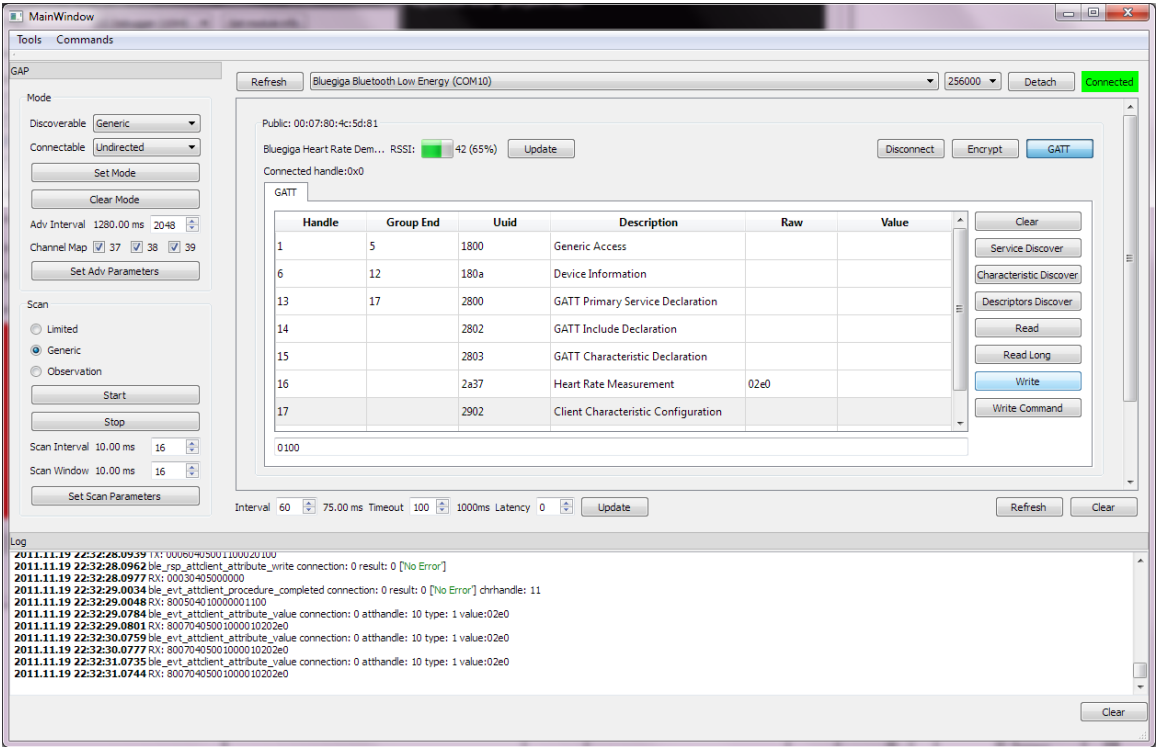 MainWindow
Tools Commands
GAP
Mode
Discoverable Generic
Connectable Undirected
Set Mode
Clear Mode
Adv Interval 1280.00 ms 2048
Channel Map 37 38 39
Set Adv Parameters
Scan
Limited
Generic
Observation
Start
Stop
Scan Interval 10.00 ms 16
Scan Window 10.00 ms 16
Set Scan Parameters
Refresh Bluegiga Bluetooth Low Energy (COM10) 256000 Detach Connected
Public: 00:07:80:4c:5d:81
Bluegiga Heart Rate Dem... RSSI: 42 (65%) Update Disconnect Encrypt GATT
Connected handle:0x0
GATT
Handle Group End Uuid Description Raw Value
1 5 1800 Generic Access
6 12 180a Device Information
13 17 2800 GATT Primary Service Declaration
14 2802 GATT Include Declaration
15 2803 GATT Characteristic Declaration
16 2a37 Heart Rate Measurement 02e0
17 2902 Client Characteristic Configuration
0100
Clear
Service Discover
Characteristic Discover
Descriptors Discover
Read
Read Long
Write
Write Command
Interval 60 75.00 ms Timeout 100 1000ms Latency 0 Update Refresh Clear
Log
2011.11.19 22:32:28.0939 TX: 00060405001100020100
2011.11.19 22:32:28.0962 ble_rsp_attclient_attribute_write connection: 0 result: 0 ['No Error']
2011.11.19 22:32:28.0977 RX: 00030405000000
2011.11.19 22:32:29.0034 ble_evt_attclient_procedure_completed connection: 0 result: 0 ['No Error'] chrhandle: 11
2011.11.19 22:32:29.0048 RX: 800504010000001100
2011.11.19 22:32:29.0784 ble_evt_attclient_attribute_value connection: 0 atthandle: 10 type: 1 value:02e0
2011.11.19 22:32:29.0801 RX: 80070405001000010202e0
2011.11.19 22:32:30.0759 ble_evt_attclient_attribute_value connection: 0 atthandle: 10 type: 1 value:02e0
2011.11.19 22:32:30.0777 RX: 80070405001000010202e0
2011.11.19 22:32:31.0735 ble_evt_attclient_attribute_value connection: 0 atthandle: 10 type: 1 value:02e0
2011.11.19 22:32:31.0744 RX: 80070405001000010202e0
Clear